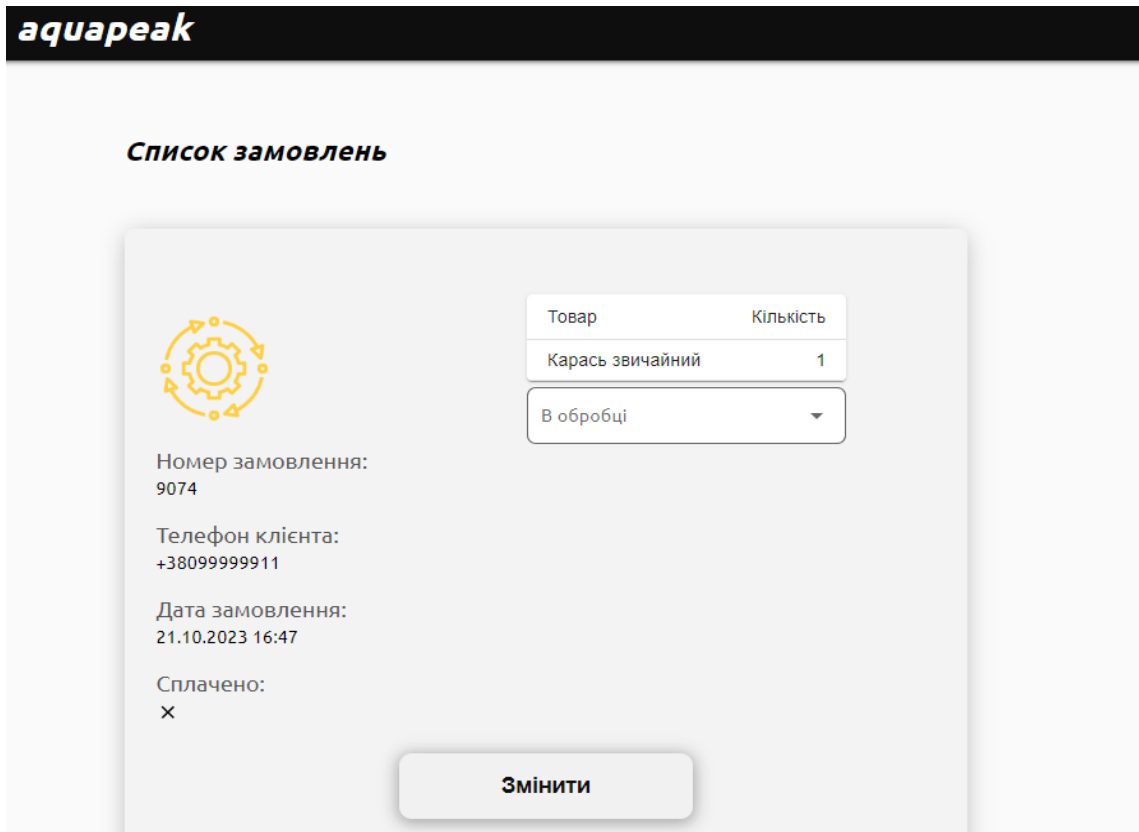 aquapeak
Список замовлень
Товар Кількість
Карась звичайний 1
В обробці
Номер замовлення:
9074
Телефон клієнта:
+38099999911
Дата замовлення:
21.10.2023 16:47
Сплачено:
Змінити